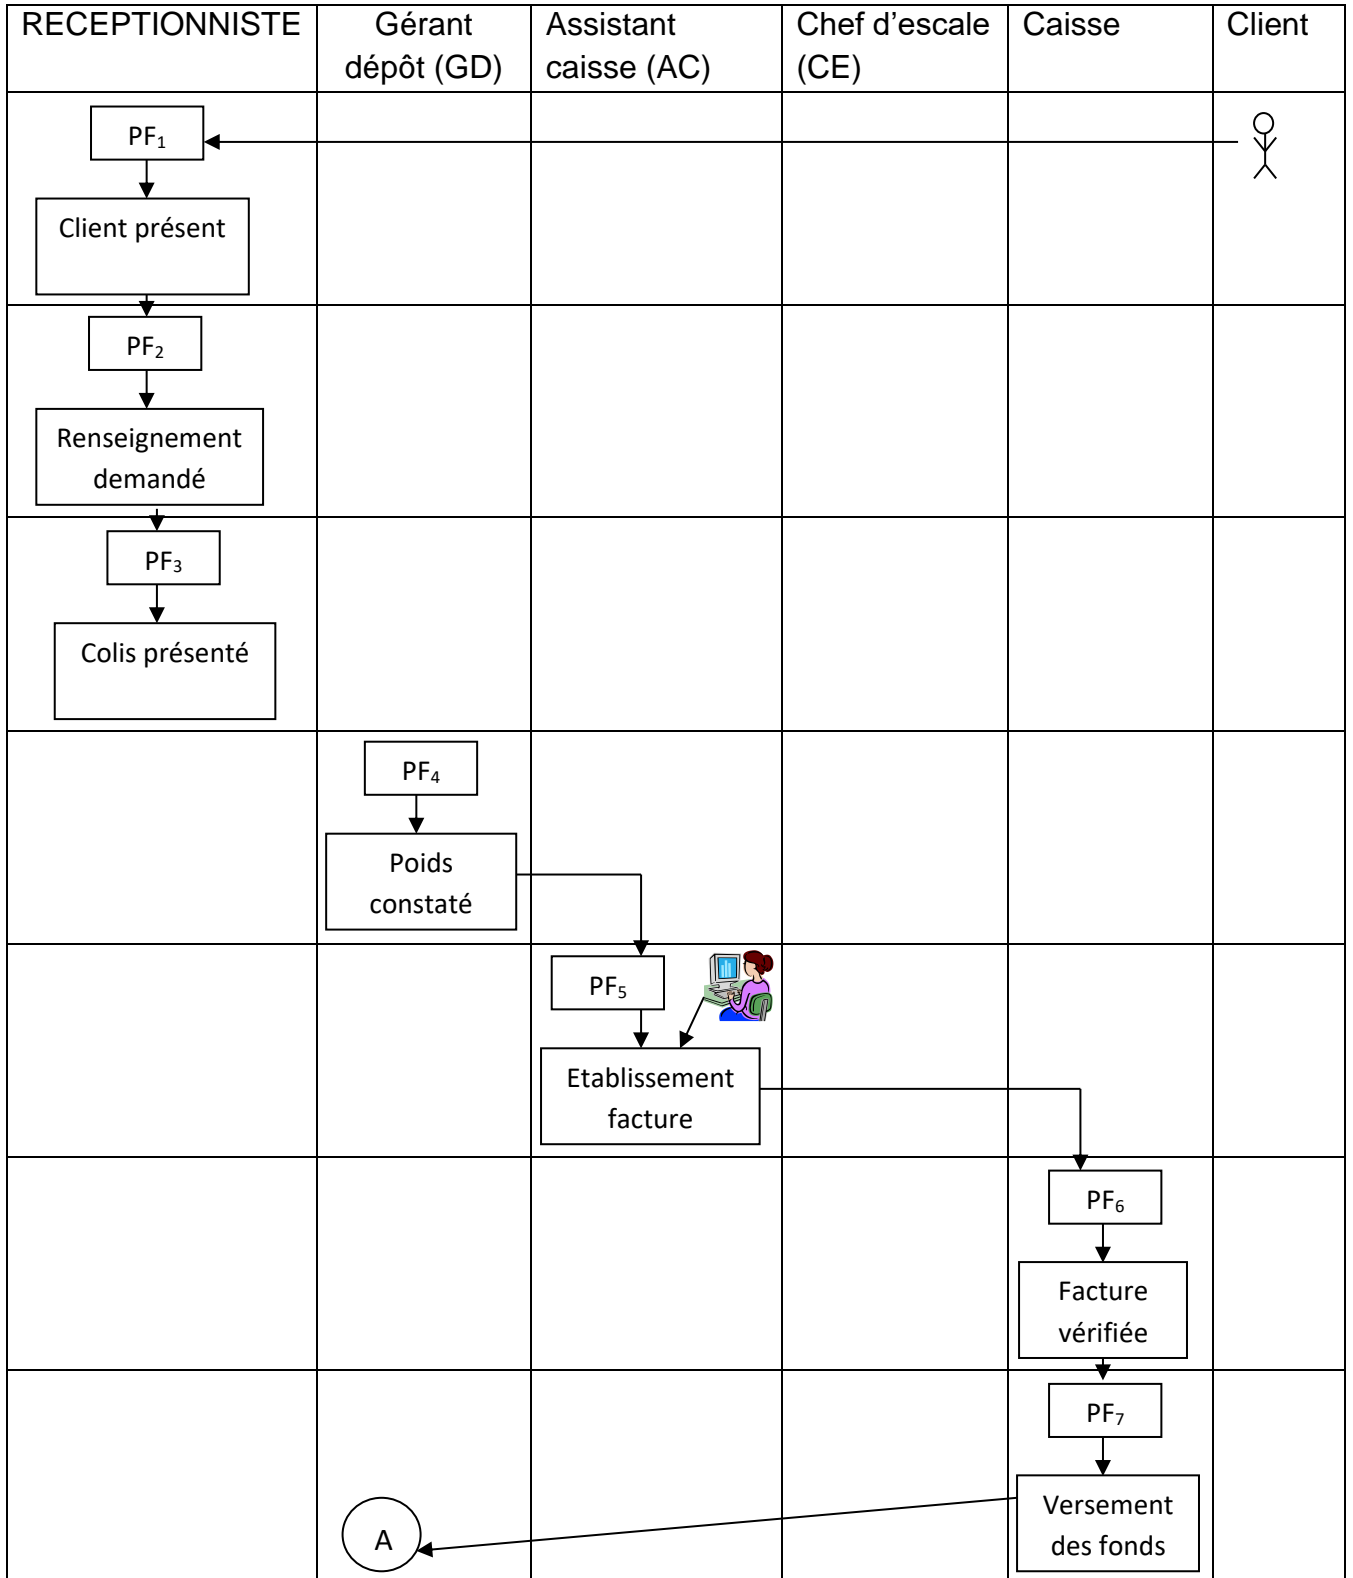 RECEPTIONNISTE
Gérant
dépôt (GD)
Assistant
caisse (AC)
Chef d’escale
(CE)
Caisse
Client
PF₁
Client présent
PF₂
Renseignement
demandé
PF₃
Colis présenté
PF₄
Poids
constaté
PF₅
Etablissement
facture
PF₆
Facture
vérifiée
PF₇
Versement
des fonds
A